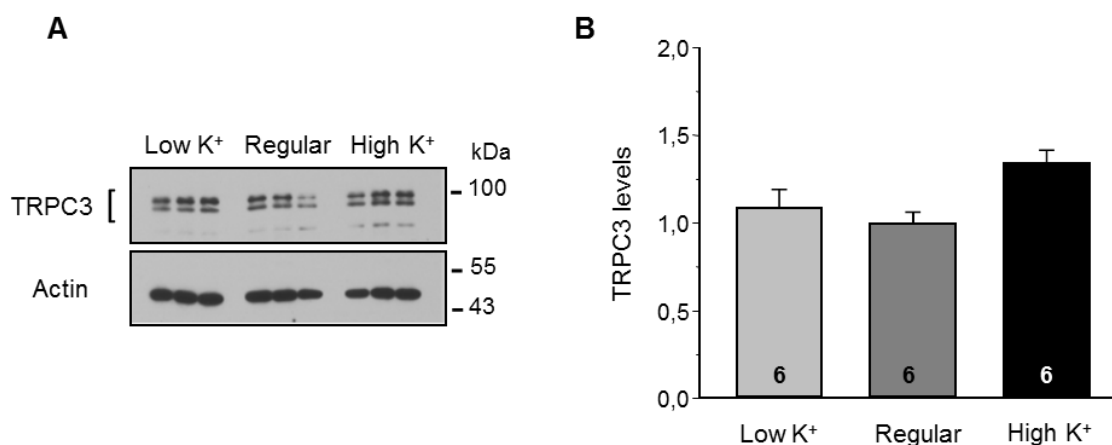 A
Low K⁺ Regular High K⁺ kDa
TRPC3 [
100
Actin
55
43
B
TRPC3 levels
2,0
1,5
1,0
0,5
0,0
6 6 6
Low K⁺ Regular High K⁺